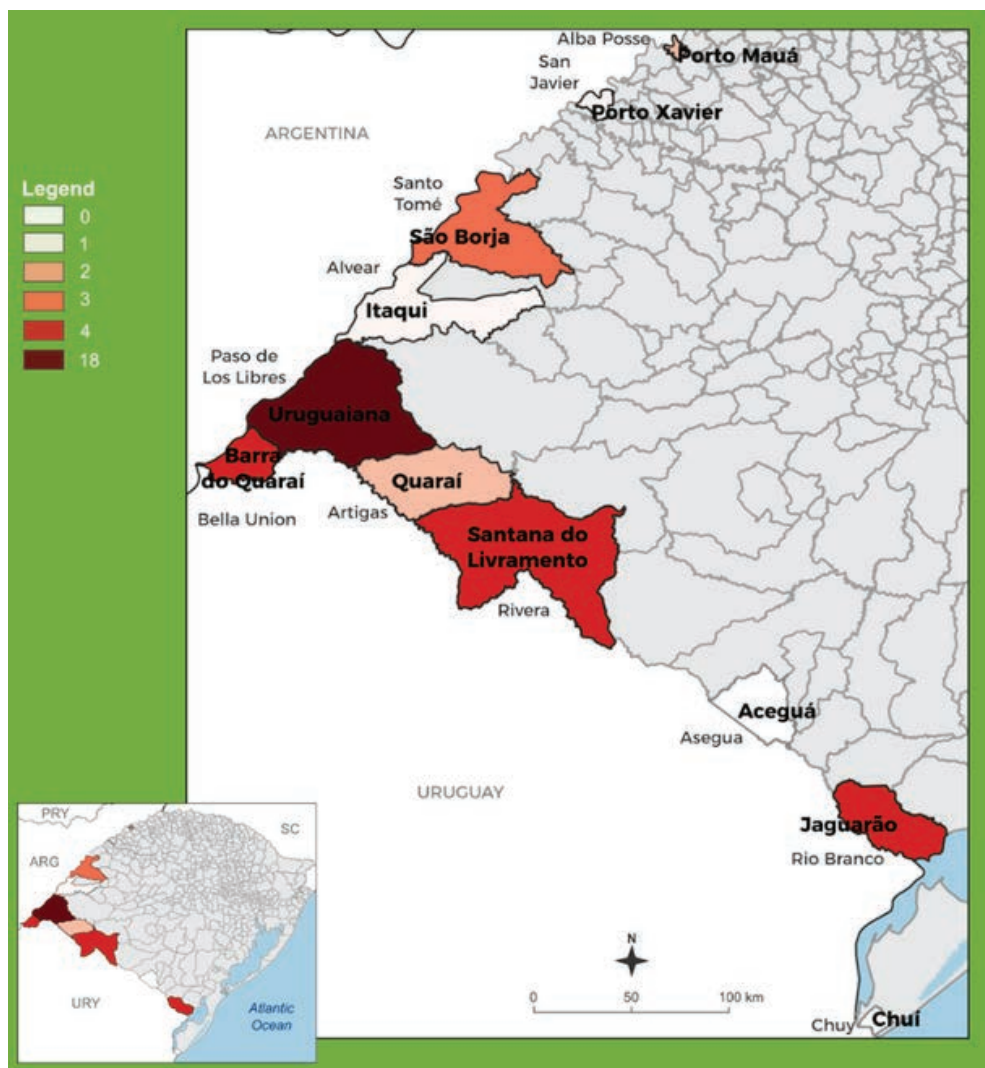 Alba Posse
Porto Mauá
San
Javier
Porto Xavier
ARGENTINA
Legend
0
1
2
3
4
18
Santo
Tomé
São Borja
Alvear
Itaqui
Paso de
Los Libres
Uruguaiana
Barra
do Quaraí
Quaraí
Bella Union
Artigas
Santana do
Livramento
Rivera
Aceguá
Asegua
URUGUAY
Jaguarão
Rio Branco
N
0 50 100 km
Chuy
Chuí
PRY
SC
ARG
URY
Atlantic
Ocean